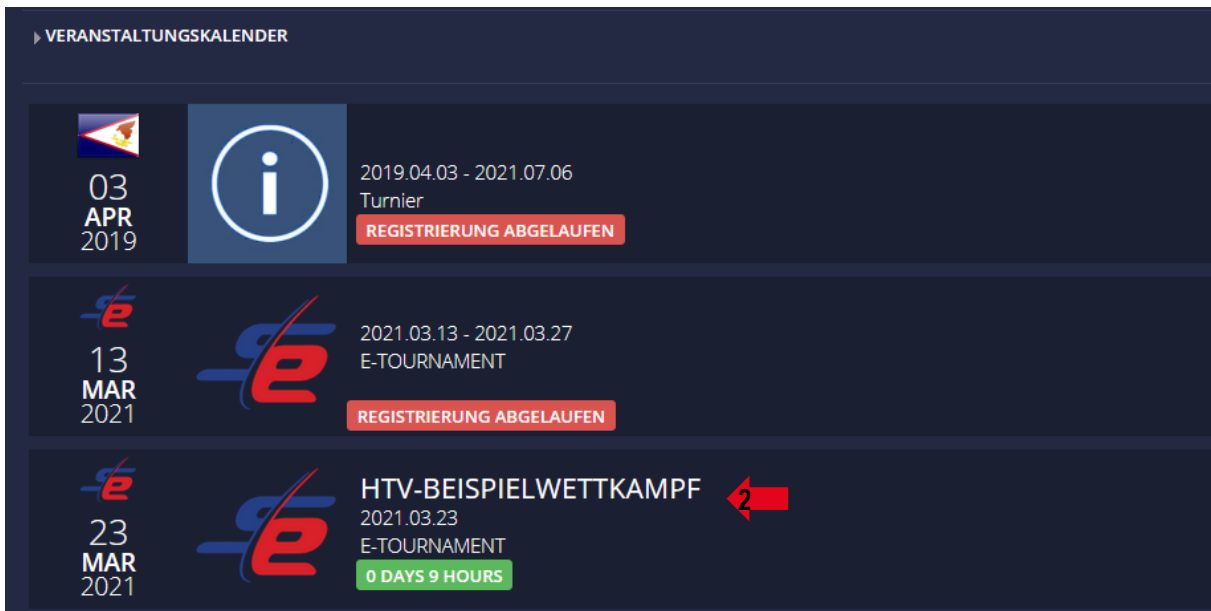 VERANSTALTUNGSKALENDER
03
APR
2019
i
2019.04.03 - 2021.07.06
Turnier
REGISTRIERUNG ABGELAUFEN
e
13
MAR
2021
e
2021.03.13 - 2021.03.27
E-TOURNAMENT
REGISTRIERUNG ABGELAUFEN
e
23
MAR
2021
e
HTV-BEISPIELWETTKAMPF
2
2021.03.23
E-TOURNAMENT
0 DAYS 9 HOURS